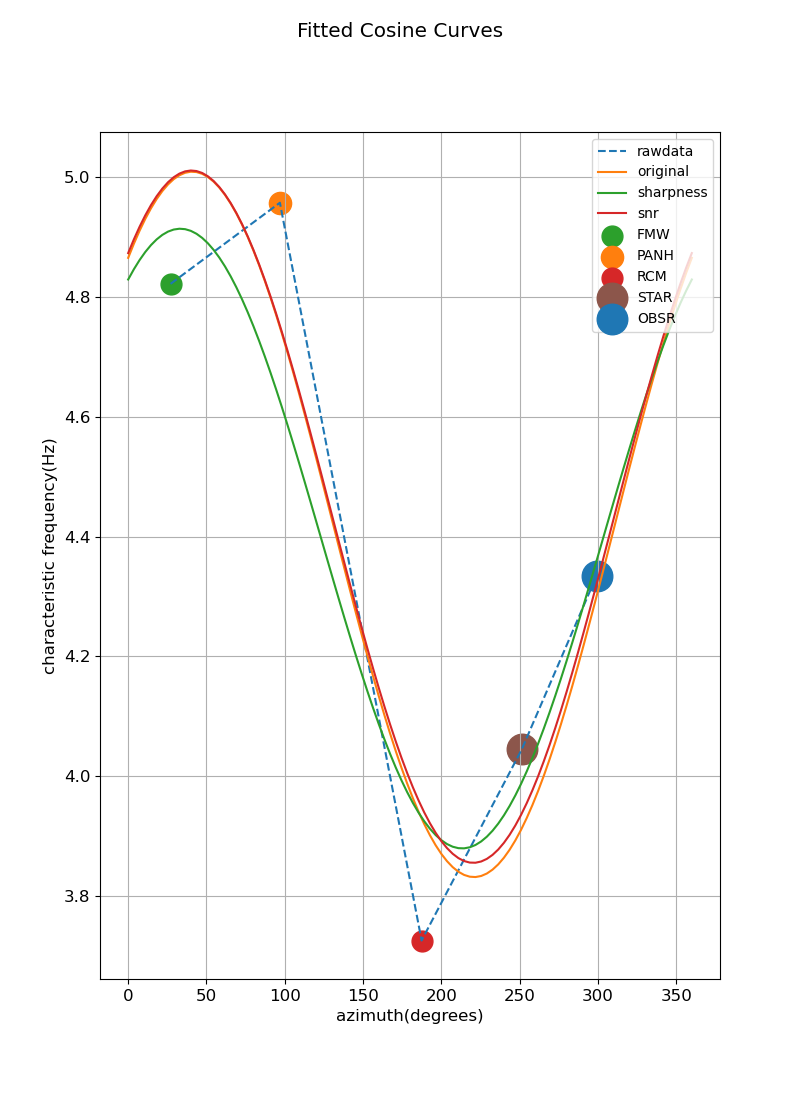 Fitted Cosine Curves
rawdata
original
sharpness
snr
FMW
PANH
RCM
STAR
OBSR
5.0
4.8
4.6
4.4
4.2
4.0
3.8
characteristic frequency(Hz)
0 50 100 150 200 250 300 350
azimuth(degrees)